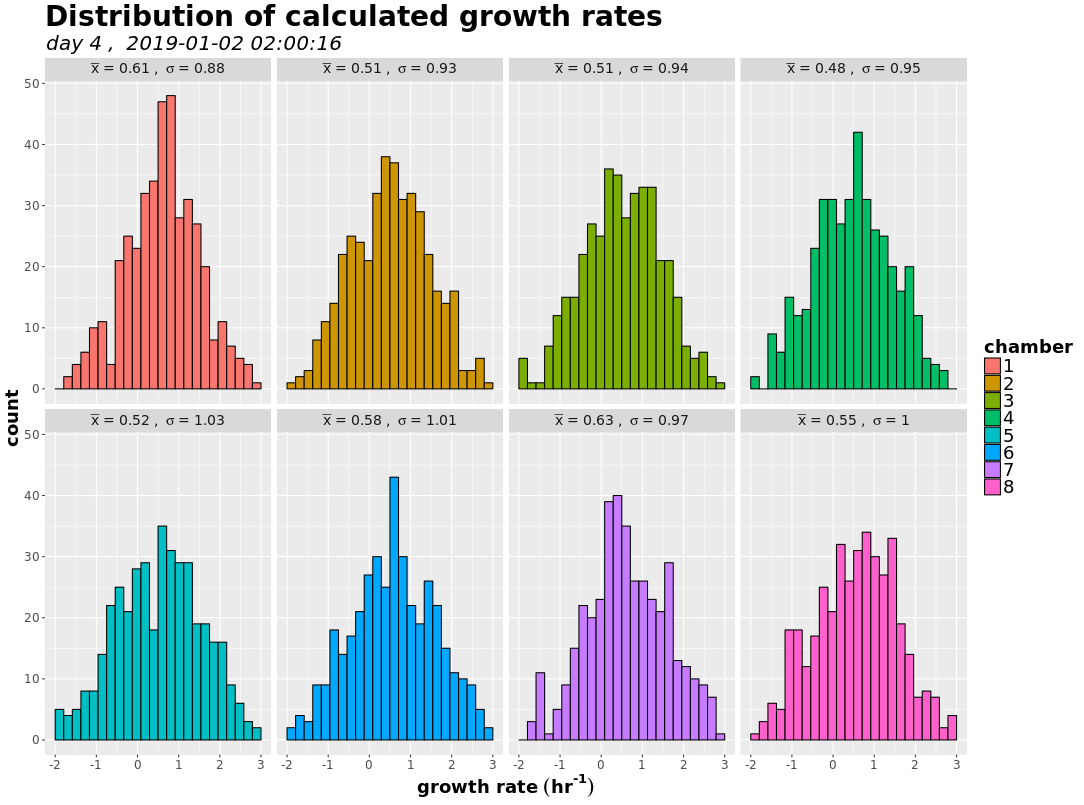 Distribution of calculated growth rates
day 4 ,  2019-01-02 02:00:16
x̅ = 0.61 ,  σ = 0.88
x̅ = 0.51 ,  σ = 0.93
x̅ = 0.51 ,  σ = 0.94
x̅ = 0.48 ,  σ = 0.95
50
40
30
20
10
0
x̅ = 0.52 ,  σ = 1.03
x̅ = 0.58 ,  σ = 1.01
x̅ = 0.63 ,  σ = 0.97
x̅ = 0.55 ,  σ = 1
50
40
30
20
10
0
-2 -1 0 1 2 3
-2 -1 0 1 2 3
-2 -1 0 1 2 3
-2 -1 0 1 2 3
count
growth rate (hr⁻¹)
chamber
1
2
3
4
5
6
7
8